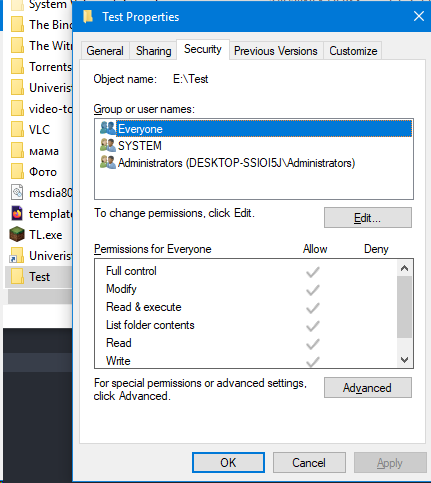 System Volume
Test Properties
The Bin
The Witn
Torrents
Univerist
video-to
VLC
мама
Фото
msdia80
template
TL.exe
Univerist
Test
General
Sharing
Security
Previous Versions
Customize
Object name: E:\Test
Group or user names:
Everyone
SYSTEM
Administrators (DESKTOP-SSIOI5J\Administrators)
To change permissions, click Edit.
Edit...
Permissions for Everyone Allow Deny
Full control
Modify
Read & execute
List folder contents
Read
Write
For special permissions or advanced settings,
click Advanced.
Advanced
OK
Cancel
Apply